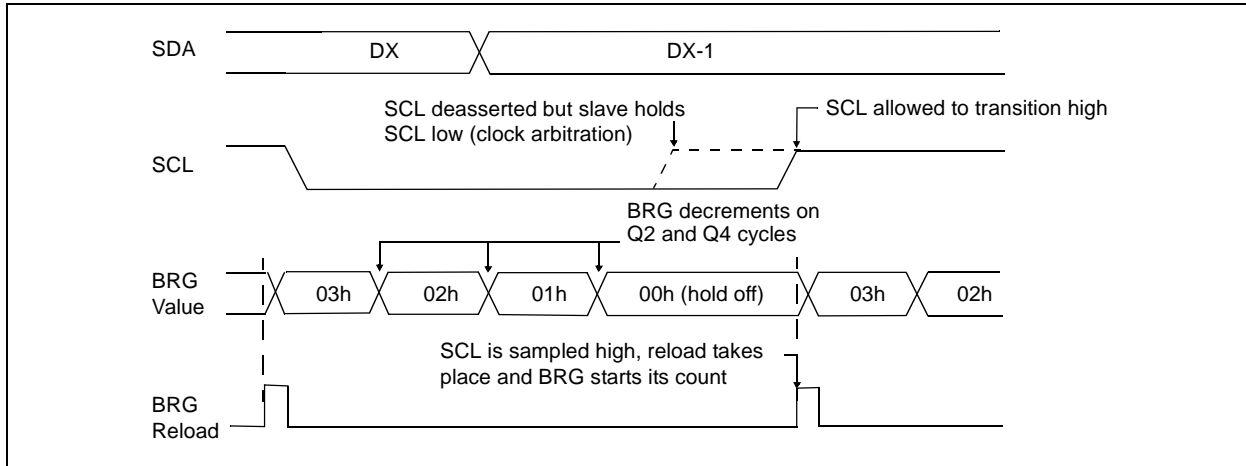 SDA
DX
DX-1
SCL deasserted but slave holds
SCL low (clock arbitration)
SCL allowed to transition high
SCL
BRG decrements on
Q2 and Q4 cycles
BRG
Value
03h
02h
01h
00h (hold off)
03h
02h
SCL is sampled high, reload takes
place and BRG starts its count
BRG
Reload